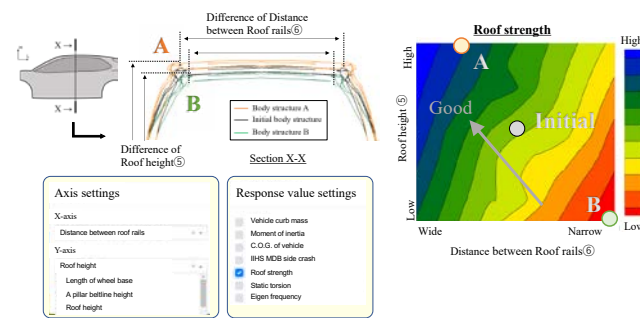 Difference of Distance
between Roof rails⑥
X →
X →
A
B
Difference of
Roof height⑤
Body structure A
Initial body structure
Body structure B
Section X-X
Roof strength
High
Low
Roof height ⑤
A
Good
Initial
B
Wide
Narrow
Distance between Roof rails⑥
High
Low
Axis settings
X-axis
Distance between roof rails
Y-axis
Roof height
Length of wheel base
A pillar beltline height
Roof height
Response value settings
Vehicle curb mass
Moment of inertia
C.O.G. of vehicle
IIHS MDB side crash
Roof strength
Static torsion
Eigen frequency